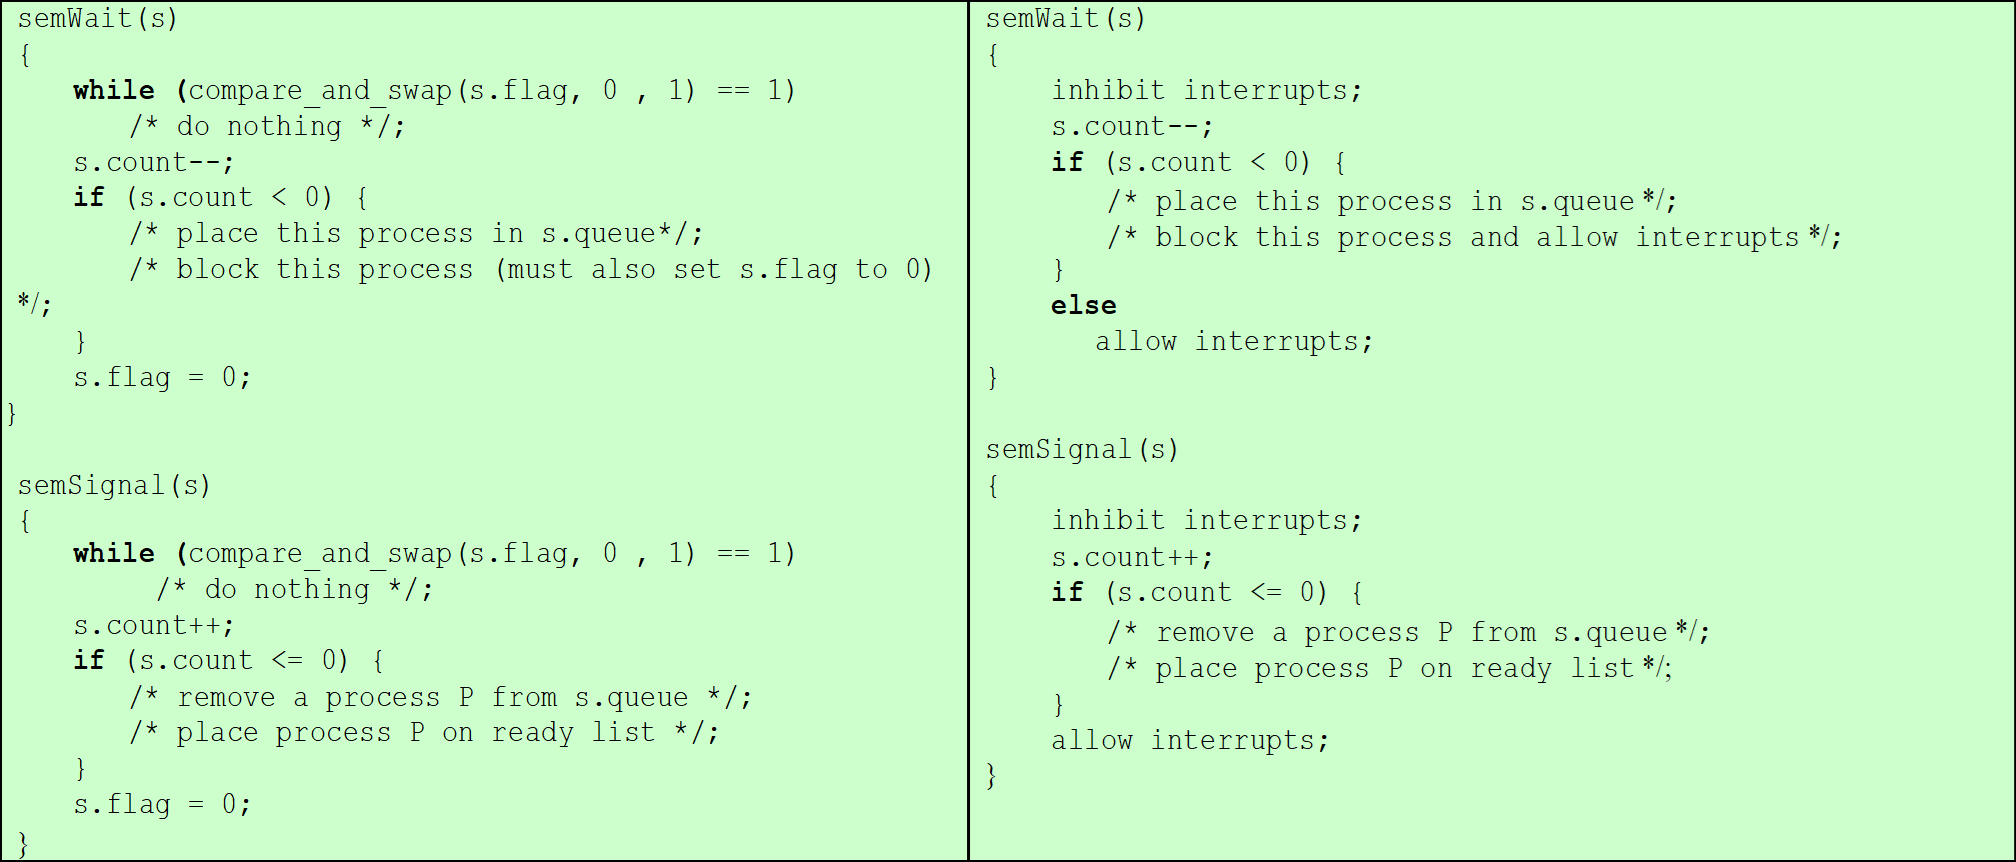 semWait(s)
{
    while (compare_and_swap(s.flag, 0 , 1) == 1)
        /* do nothing */;
    s.count--;
    if (s.count < 0) {
        /* place this process in s.queue*/;
        /* block this process (must also set s.flag to 0)
*/;
    }
    s.flag = 0;
}

semSignal(s)
{
    while (compare_and_swap(s.flag, 0 , 1) == 1)
        /* do nothing */;
    s.count++;
    if (s.count <= 0) {
        /* remove a process P from s.queue */;
        /* place process P on ready list */;
    }
    s.flag = 0;
}

semWait(s)
{
    inhibit interrupts;
    s.count--;
    if (s.count < 0) {
        /* place this process in s.queue */;
        /* block this process and allow interrupts */;
    }
    else
        allow interrupts;
}

semSignal(s)
{
    inhibit interrupts;
    s.count++;
    if (s.count <= 0) {
        /* remove a process P from s.queue */;
        /* place process P on ready list */;
    }
    allow interrupts;
}